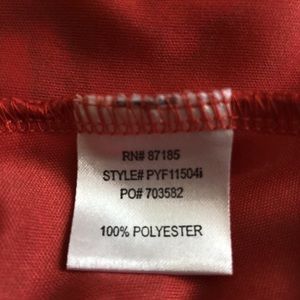 RN# 87185
STYLE# PYF11504i
PO# 703582
100% POLYESTER